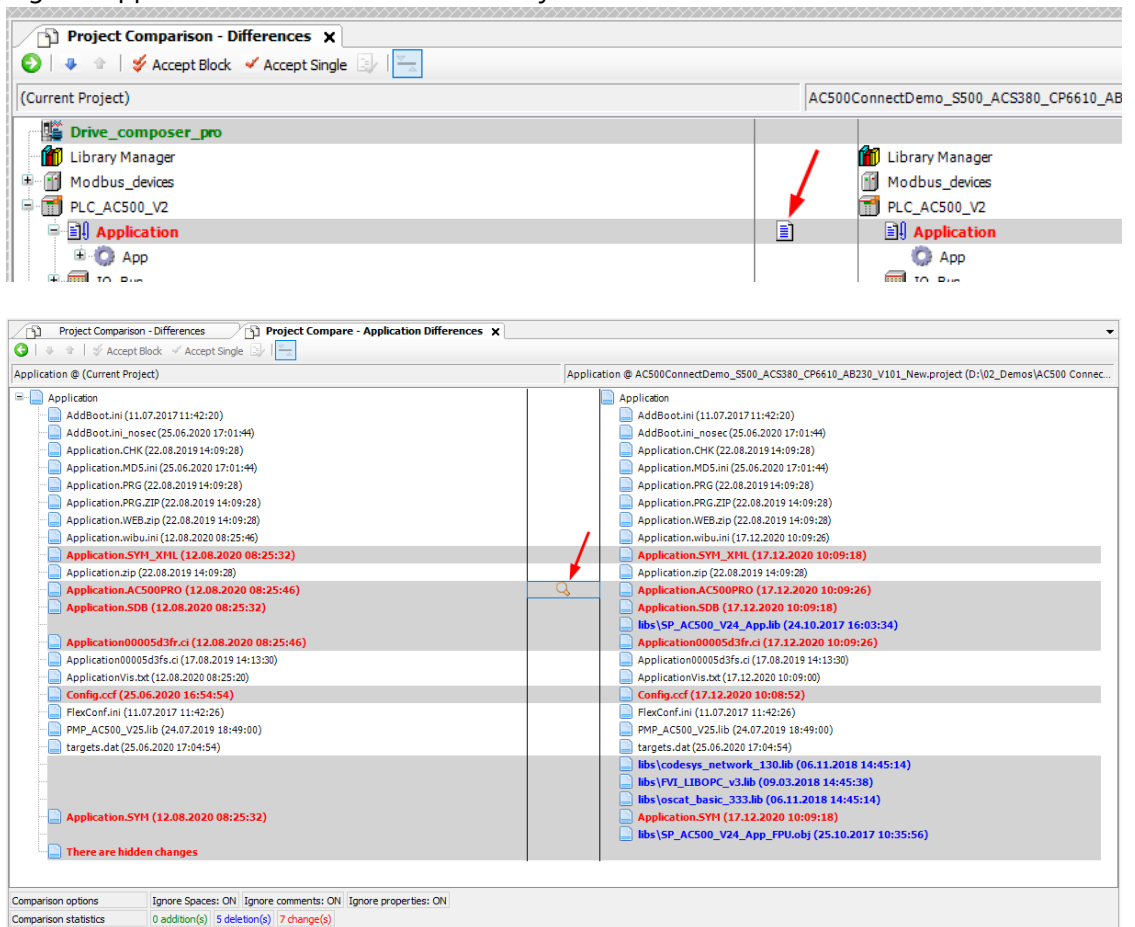 Project Comparison - Differences X
Accept Block Accept Single
(Current Project) AC500ConnectDemo_S500_ACS380_CP6610_AB
Drive_composer_pro
Library Manager Library Manager
Modbus_devices Modbus_devices
PLC_AC500_V2 PLC_AC500_V2
Application Application
App App
Project Comparison - Differences Project Compare - Application Differences X
Accept Block Accept Single
Application @ (Current Project) Application @ AC500ConnectDemo_S500_ACS380_CP6610_AB230_V101_New.project (D:\02_Demos\AC500 Connec...
Application Application
AddBoot.ini (11.07.2017 11:42:20) AddBoot.ini (11.07.2017 11:42:20)
AddBoot.ini_nosec (25.06.2020 17:01:44) AddBoot.ini_nosec (25.06.2020 17:01:44)
Application.CHK (22.08.2019 14:09:28) Application.CHK (22.08.2019 14:09:28)
Application.MD5.ini (25.06.2020 17:01:44) Application.MD5.ini (25.06.2020 17:01:44)
Application.PRG (22.08.2019 14:09:28) Application.PRG (22.08.2019 14:09:28)
Application.PRG.ZIP (22.08.2019 14:09:28) Application.PRG.ZIP (22.08.2019 14:09:28)
Application.WEB.zip (22.08.2019 14:09:28) Application.WEB.zip (22.08.2019 14:09:28)
Application.wibu.ini (12.08.2020 08:25:46) Application.wibu.ini (17.12.2020 10:09:26)
Application.SYM_XML (12.08.2020 08:25:32) Application.SYM_XML (17.12.2020 10:09:18)
Application.zip (22.08.2019 14:09:28) Application.zip (22.08.2019 14:09:28)
Application.AC500PRO (12.08.2020 08:25:46) Application.AC500PRO (17.12.2020 10:09:26)
Application.SDB (12.08.2020 08:25:32) Application.SDB (17.12.2020 10:09:18)
libs\SP_AC500_V24_App.lib (24.10.2017 16:03:34)
Application00005d3fr.ci (12.08.2020 08:25:46) Application00005d3fr.ci (17.12.2020 10:09:26)
Application00005d3fs.ci (17.08.2019 14:13:30) Application00005d3fs.ci (17.08.2019 14:13:30)
ApplicationVis.txt (12.08.2020 08:25:20) ApplicationVis.txt (17.12.2020 10:09:00)
Config.ccf (25.06.2020 16:54:54) Config.ccf (17.12.2020 10:08:52)
FlexConf.ini (11.07.2017 11:42:26) FlexConf.ini (11.07.2017 11:42:26)
PMP_AC500_V25.lib (24.07.2019 18:49:00) PMP_AC500_V25.lib (24.07.2019 18:49:00)
targets.dat (25.06.2020 17:04:54) targets.dat (25.06.2020 17:04:54)
libs\codesys_network_130.lib (06.11.2018 14:45:14)
libs\FVI_LIBOPC_v3.lib (09.03.2018 14:45:38)
libs\oscat_basic_333.lib (06.11.2018 14:45:14)
Application.SYM (12.08.2020 08:25:32) Application.SYM (17.12.2020 10:09:18)
libs\SP_AC500_V24_App_FPU.obj (25.10.2017 10:35:56)
There are hidden changes
Comparison options Ignore Spaces: ON Ignore comments: ON Ignore properties: ON
Comparison statistics 0 addition(s) 5 deletion(s) 7 change(s)